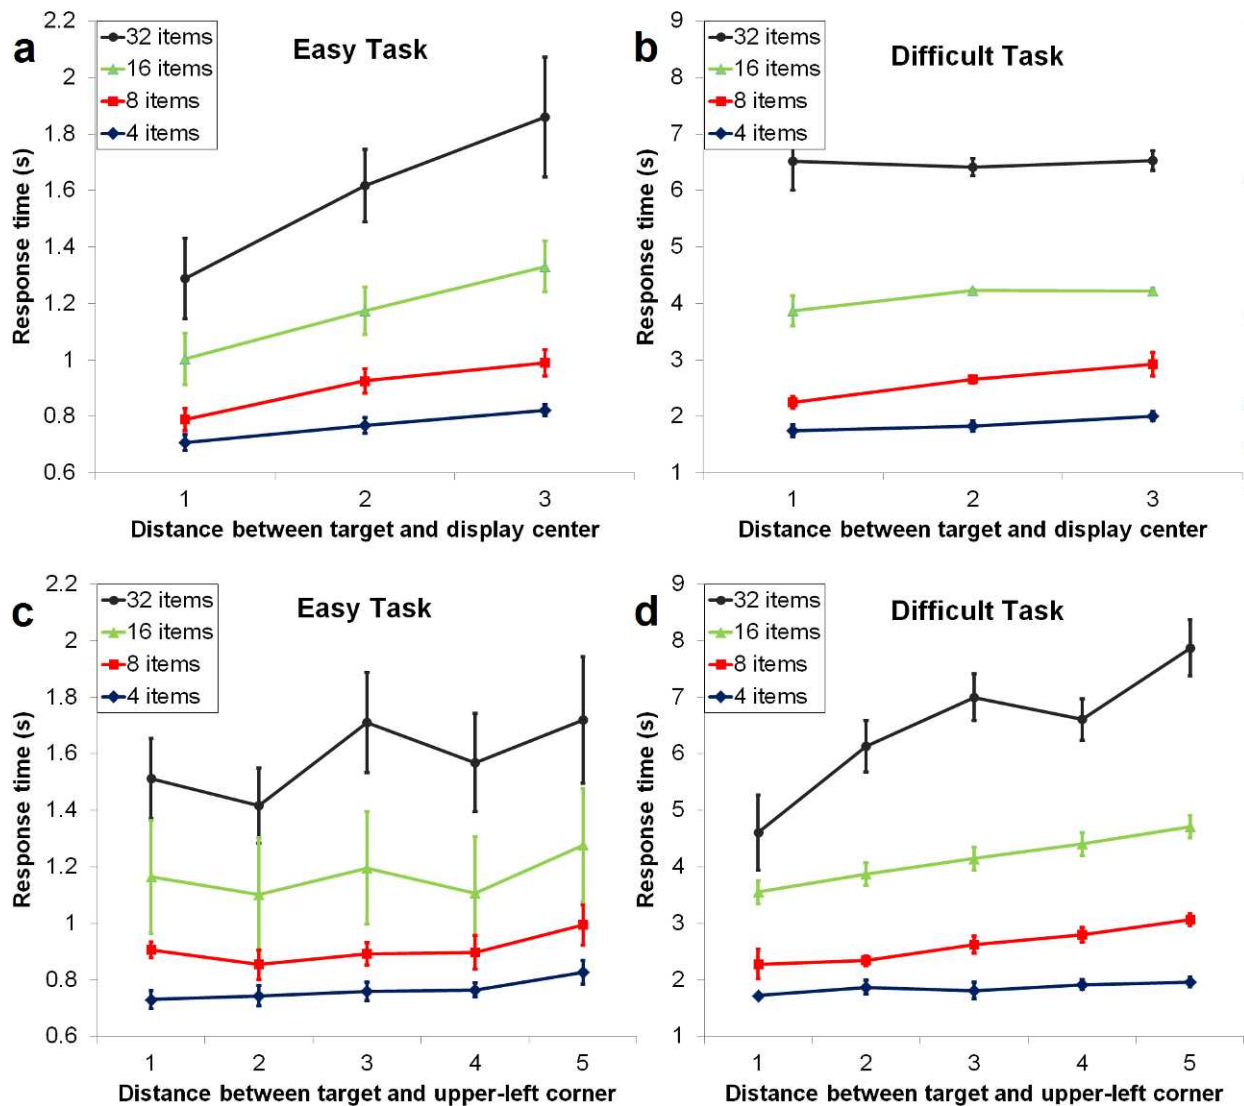 a
32 items
16 items
8 items
4 items
Easy Task
2.2
2
1.8
1.6
1.4
1.2
1
0.8
0.6
Response time (s)
1 2 3
Distance between target and display center
b
32 items
16 items
8 items
4 items
Difficult Task
9
8
7
6
5
4
3
2
1
Response time (s)
1 2 3
Distance between target and display center
c
32 items
16 items
8 items
4 items
Easy Task
2.2
2
1.8
1.6
1.4
1.2
1
0.8
0.6
Response time (s)
1 2 3 4 5
Distance between target and upper-left corner
d
32 items
16 items
8 items
4 items
Difficult Task
9
8
7
6
5
4
3
2
1
Response time (s)
1 2 3 4 5
Distance between target and upper-left corner